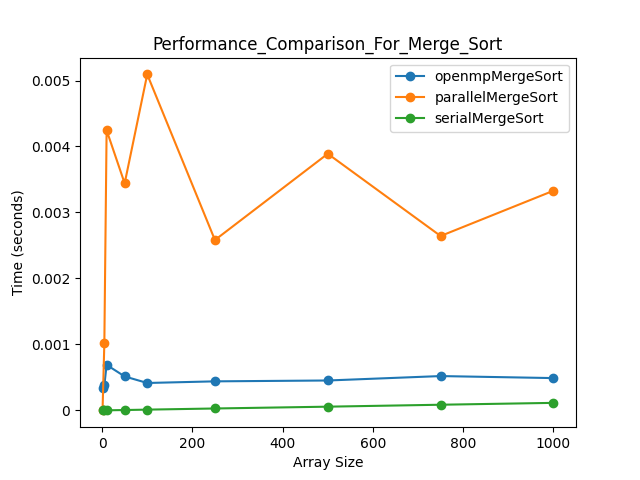 Performance_Comparison_For_Merge_Sort
openmpMergeSort
parallelMergeSort
serialMergeSort
Time (seconds)
0.005
0.004
0.003
0.002
0.001
0
0 200 400 600 800 1000
Array Size